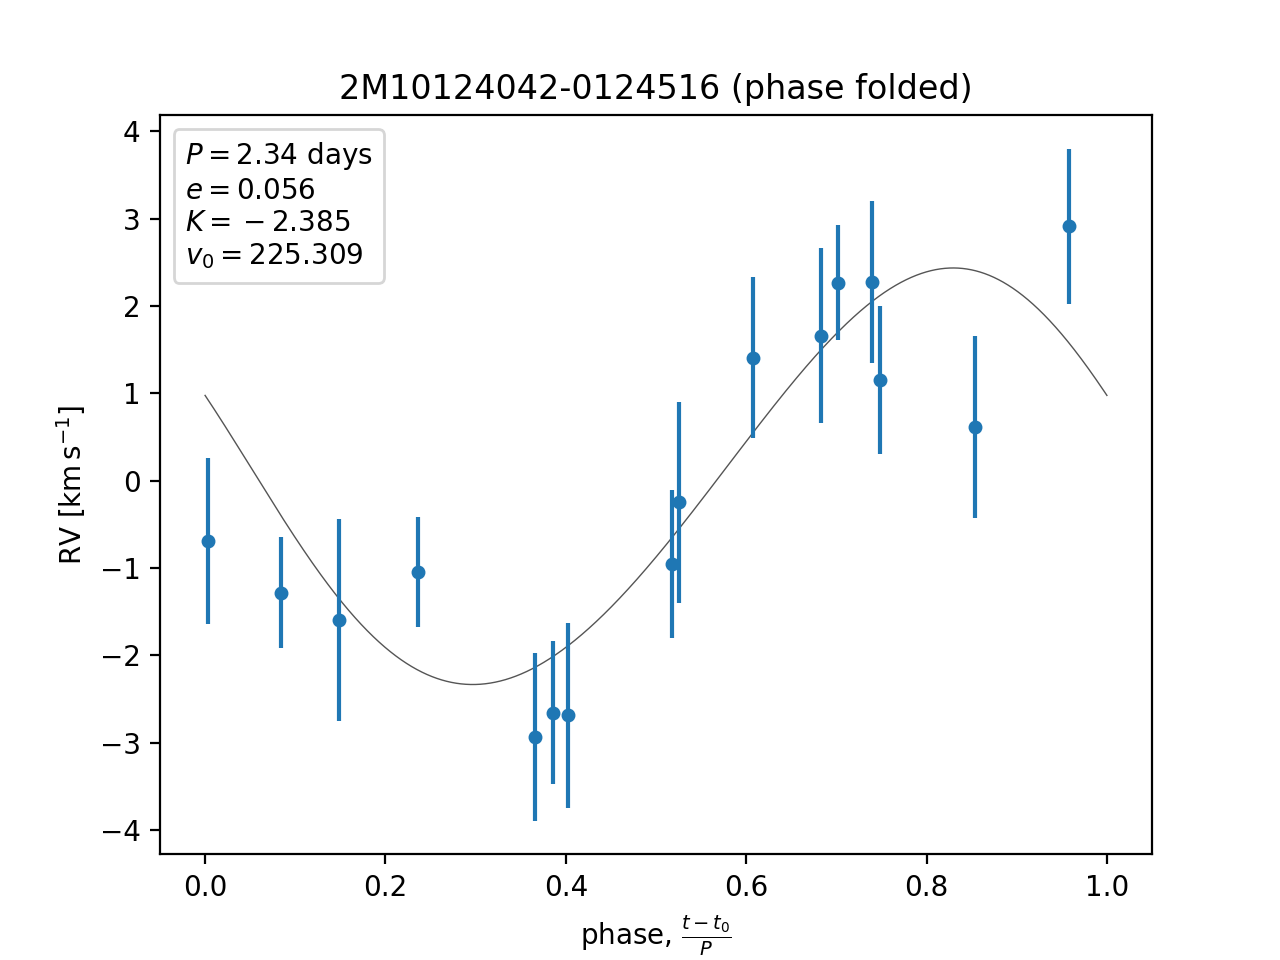 2M10124042-0124516 (phase folded)
P = 2.34 days
e = 0.056
K = −2.385
v₀ = 225.309
4
3
2
1
0
−1
−2
−3
−4
RV [km s⁻¹]
0.0 0.2 0.4 0.6 0.8 1.0
phase, (t − t₀)/P